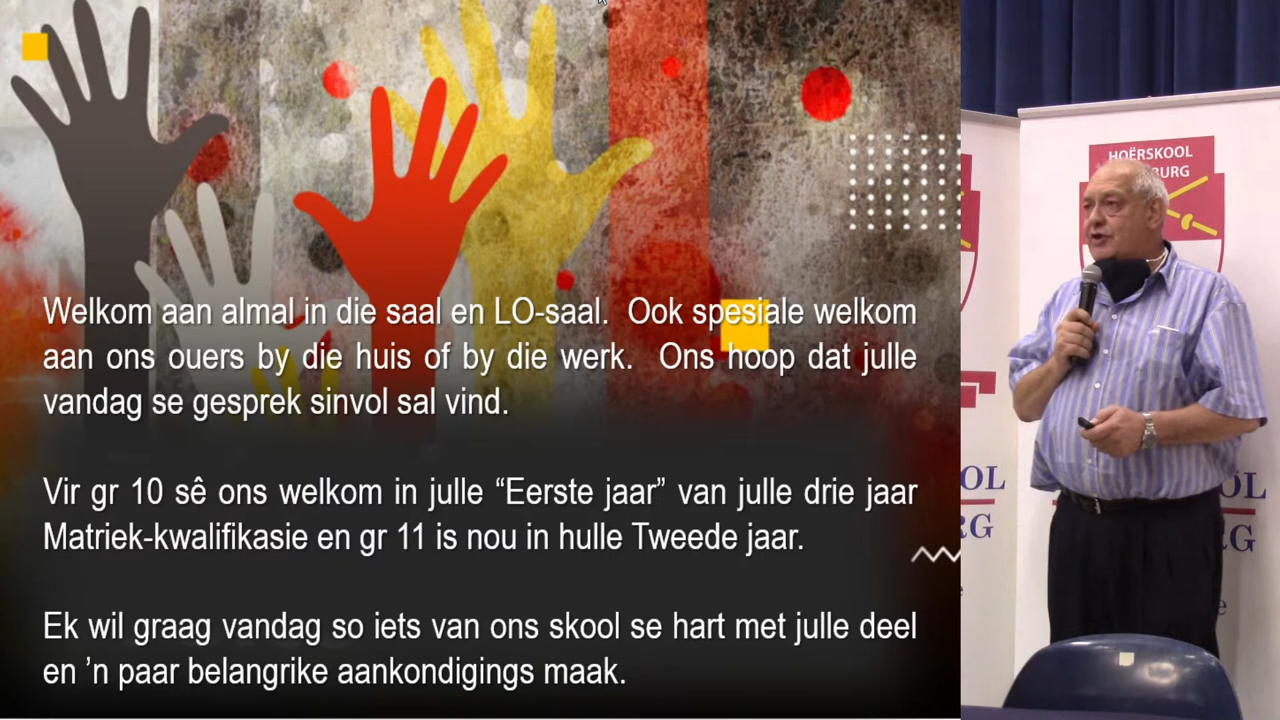 Welkom aan almal in die saal en LO-saal. Ook spesiale welkom
aan ons ouers by die huis of by die werk. Ons hoop dat julle
vandag se gesprek sinvol sal vind.
Vir gr 10 sê ons welkom in julle “Eerste jaar” van julle drie jaar
Matriek-kwalifikasie en gr 11 is nou in hulle Tweede jaar.
Ek wil graag vandag so iets van ons skool se hart met julle deel
en ’n paar belangrike aankondigings maak.
HOËRSKOOL
BURG
OL
RG
OL
G